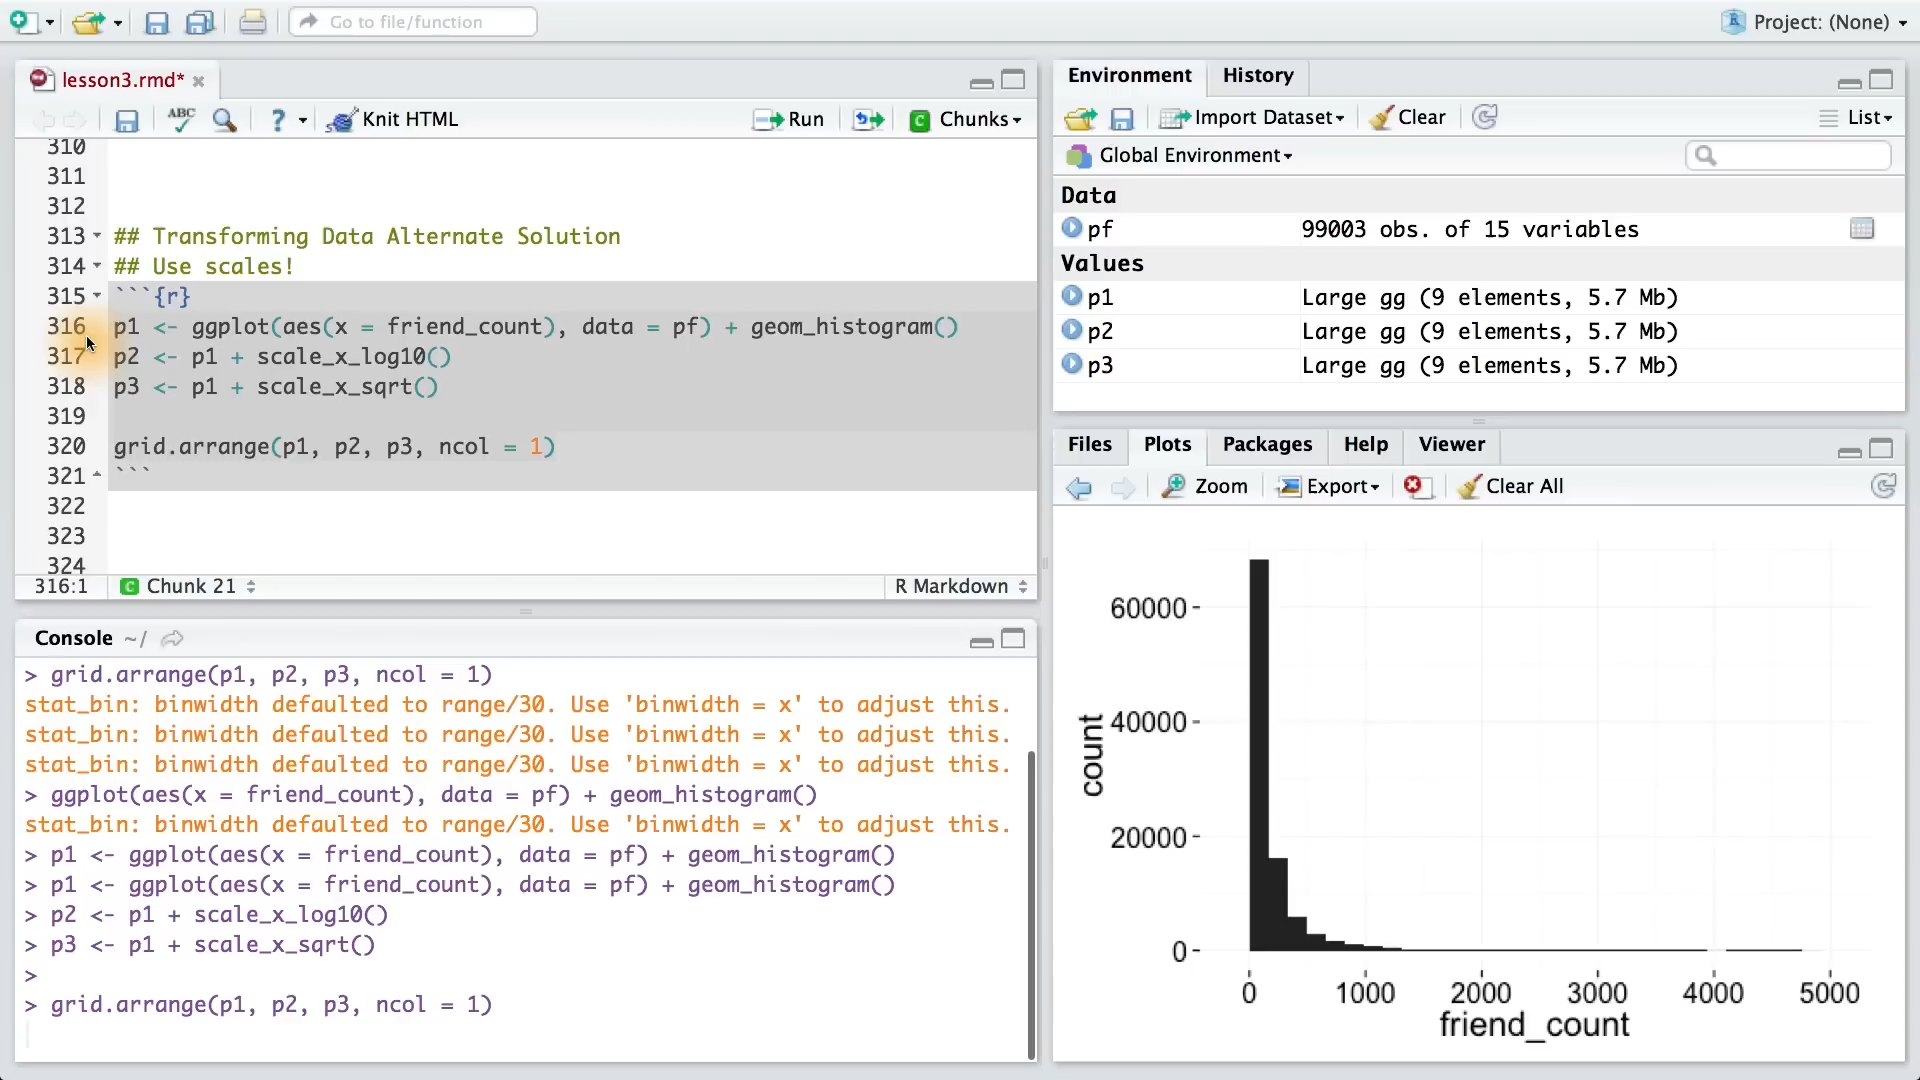 Go to file/function
Project: (None)
lesson3.rmd*
ABC
?
Knit HTML
Run
C Chunks
310
311
312
313 ## Transforming Data Alternate Solution
314 ## Use scales!
315 ```{r}
316 p1 <- ggplot(aes(x = friend_count), data = pf) + geom_histogram()
317 p2 <- p1 + scale_x_log10()
318 p3 <- p1 + scale_x_sqrt()
319
320 grid.arrange(p1, p2, p3, ncol = 1)
321 ```
322
323
324
316:1 C Chunk 21 R Markdown
Console ~/
> grid.arrange(p1, p2, p3, ncol = 1)
stat_bin: binwidth defaulted to range/30. Use 'binwidth = x' to adjust this.
stat_bin: binwidth defaulted to range/30. Use 'binwidth = x' to adjust this.
stat_bin: binwidth defaulted to range/30. Use 'binwidth = x' to adjust this.
> ggplot(aes(x = friend_count), data = pf) + geom_histogram()
stat_bin: binwidth defaulted to range/30. Use 'binwidth = x' to adjust this.
> p1 <- ggplot(aes(x = friend_count), data = pf) + geom_histogram()
> p1 <- ggplot(aes(x = friend_count), data = pf) + geom_histogram()
> p2 <- p1 + scale_x_log10()
> p3 <- p1 + scale_x_sqrt()
>
> grid.arrange(p1, p2, p3, ncol = 1)
Environment History
Import Dataset Clear List
Global Environment
Data
pf 99003 obs. of 15 variables
Values
p1 Large gg (9 elements, 5.7 Mb)
p2 Large gg (9 elements, 5.7 Mb)
p3 Large gg (9 elements, 5.7 Mb)
Files Plots Packages Help Viewer
Zoom Export Clear All
60000
40000
20000
0
count
0 1000 2000 3000 4000 5000
friend_count